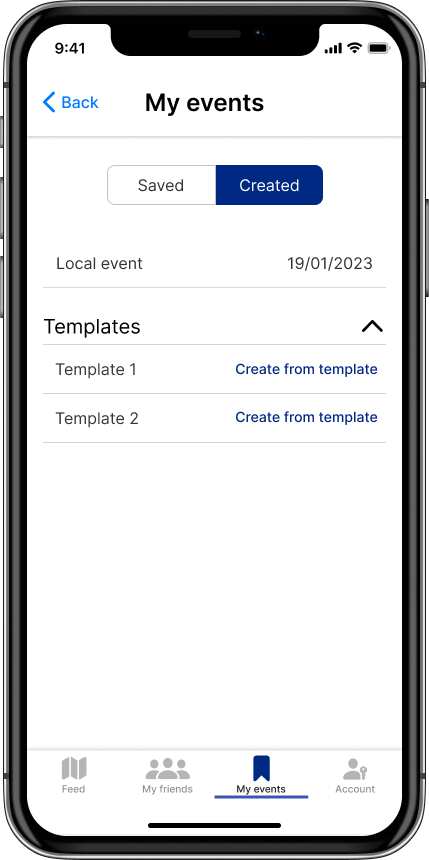 9:41
Back
My events
Saved
Created
Local event
19/01/2023
Templates
Template 1
Create from template
Template 2
Create from template
Feed
My friends
My events
Account